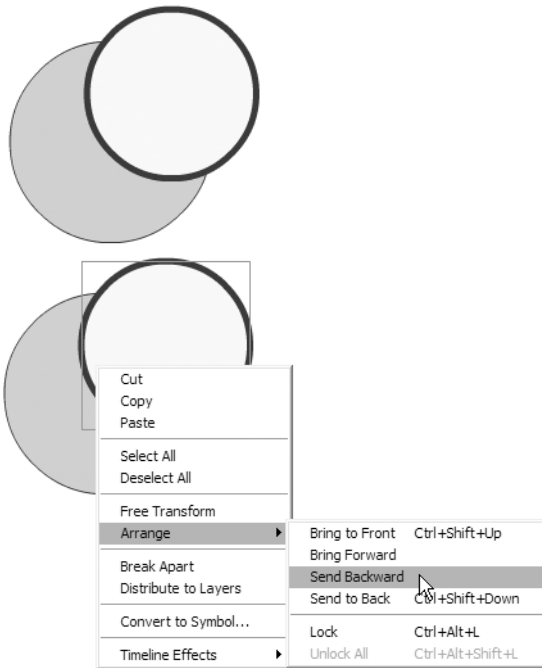 Cut
Copy
Paste
Select All
Deselect All
Free Transform
Arrange
Break Apart
Distribute to Layers
Convert to Symbol...
Timeline Effects
Bring to Front Ctrl+Shift+Up
Bring Forward
Send Backward
Send to Back Ctrl+Shift+Down
Lock Ctrl+Alt+L
Unlock All Ctrl+Alt+Shift+L